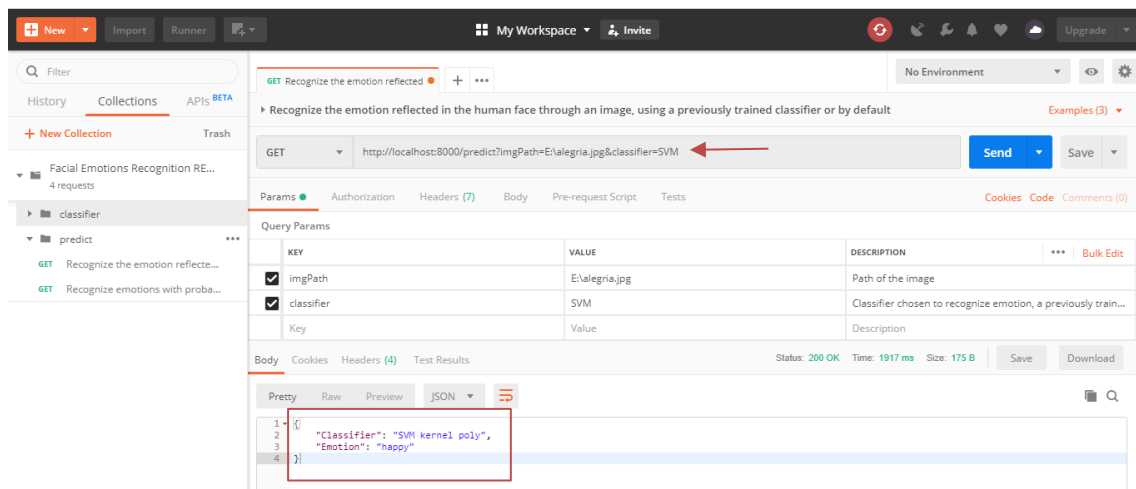 New Import Runner My Workspace Invite Upgrade
Filter
History Collections APIs BETA
+ New Collection Trash
Facial Emotions Recognition RE...
4 requests
classifier
predict
GET Recognize the emotion reflecte...
GET Recognize emotions with proba...
GET Recognize the emotion reflected No Environment
Recognize the emotion reflected in the human face through an image, using a previously trained classifier or by default Examples (3)
GET http://localhost:8000/predict?imgPath=E:\alegria.jpg&classifier=SVM Send Save
Params Authorization Headers (7) Body Pre-request Script Tests Cookies Code Comments (0)
Query Params
KEY VALUE DESCRIPTION Bulk Edit
imgPath E:\alegria.jpg Path of the image
classifier SVM Classifier chosen to recognize emotion, a previously train...
Key Value Description
Body Cookies Headers (4) Test Results Status: 200 OK Time: 1917 ms Size: 175 B Save Download
Pretty Raw Preview JSON
1 {
2 "Classifier": "SVM kernel poly",
3 "Emotion": "happy"
4 }